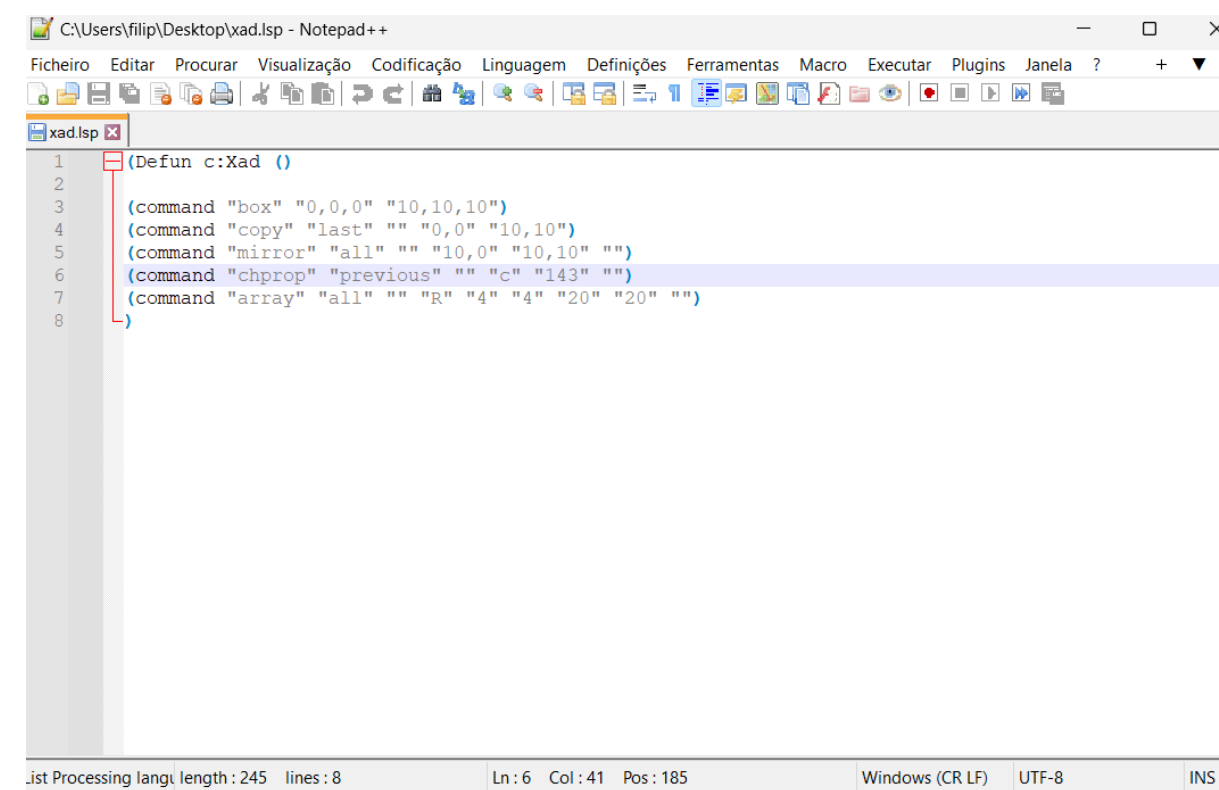 C:\Users\filip\Desktop\xad.lsp - Notepad++
Ficheiro Editar Procurar Visualização Codificação Linguagem Definições Ferramentas Macro Executar Plugins Janela ? + ▼
xad.lsp
1 (Defun c:Xad ()
2
3 (command "box" "0,0,0" "10,10,10")
4 (command "copy" "last" "" "0,0" "10,10")
5 (command "mirror" "all" "" "10,0" "10,10" "")
6 (command "chprop" "previous" "" "c" "143" "")
7 (command "array" "all" "" "R" "4" "4" "20" "20" "")
8 )
List Processing langu length : 245 lines : 8 Ln : 6 Col : 41 Pos : 185 Windows (CR LF) UTF-8 INS